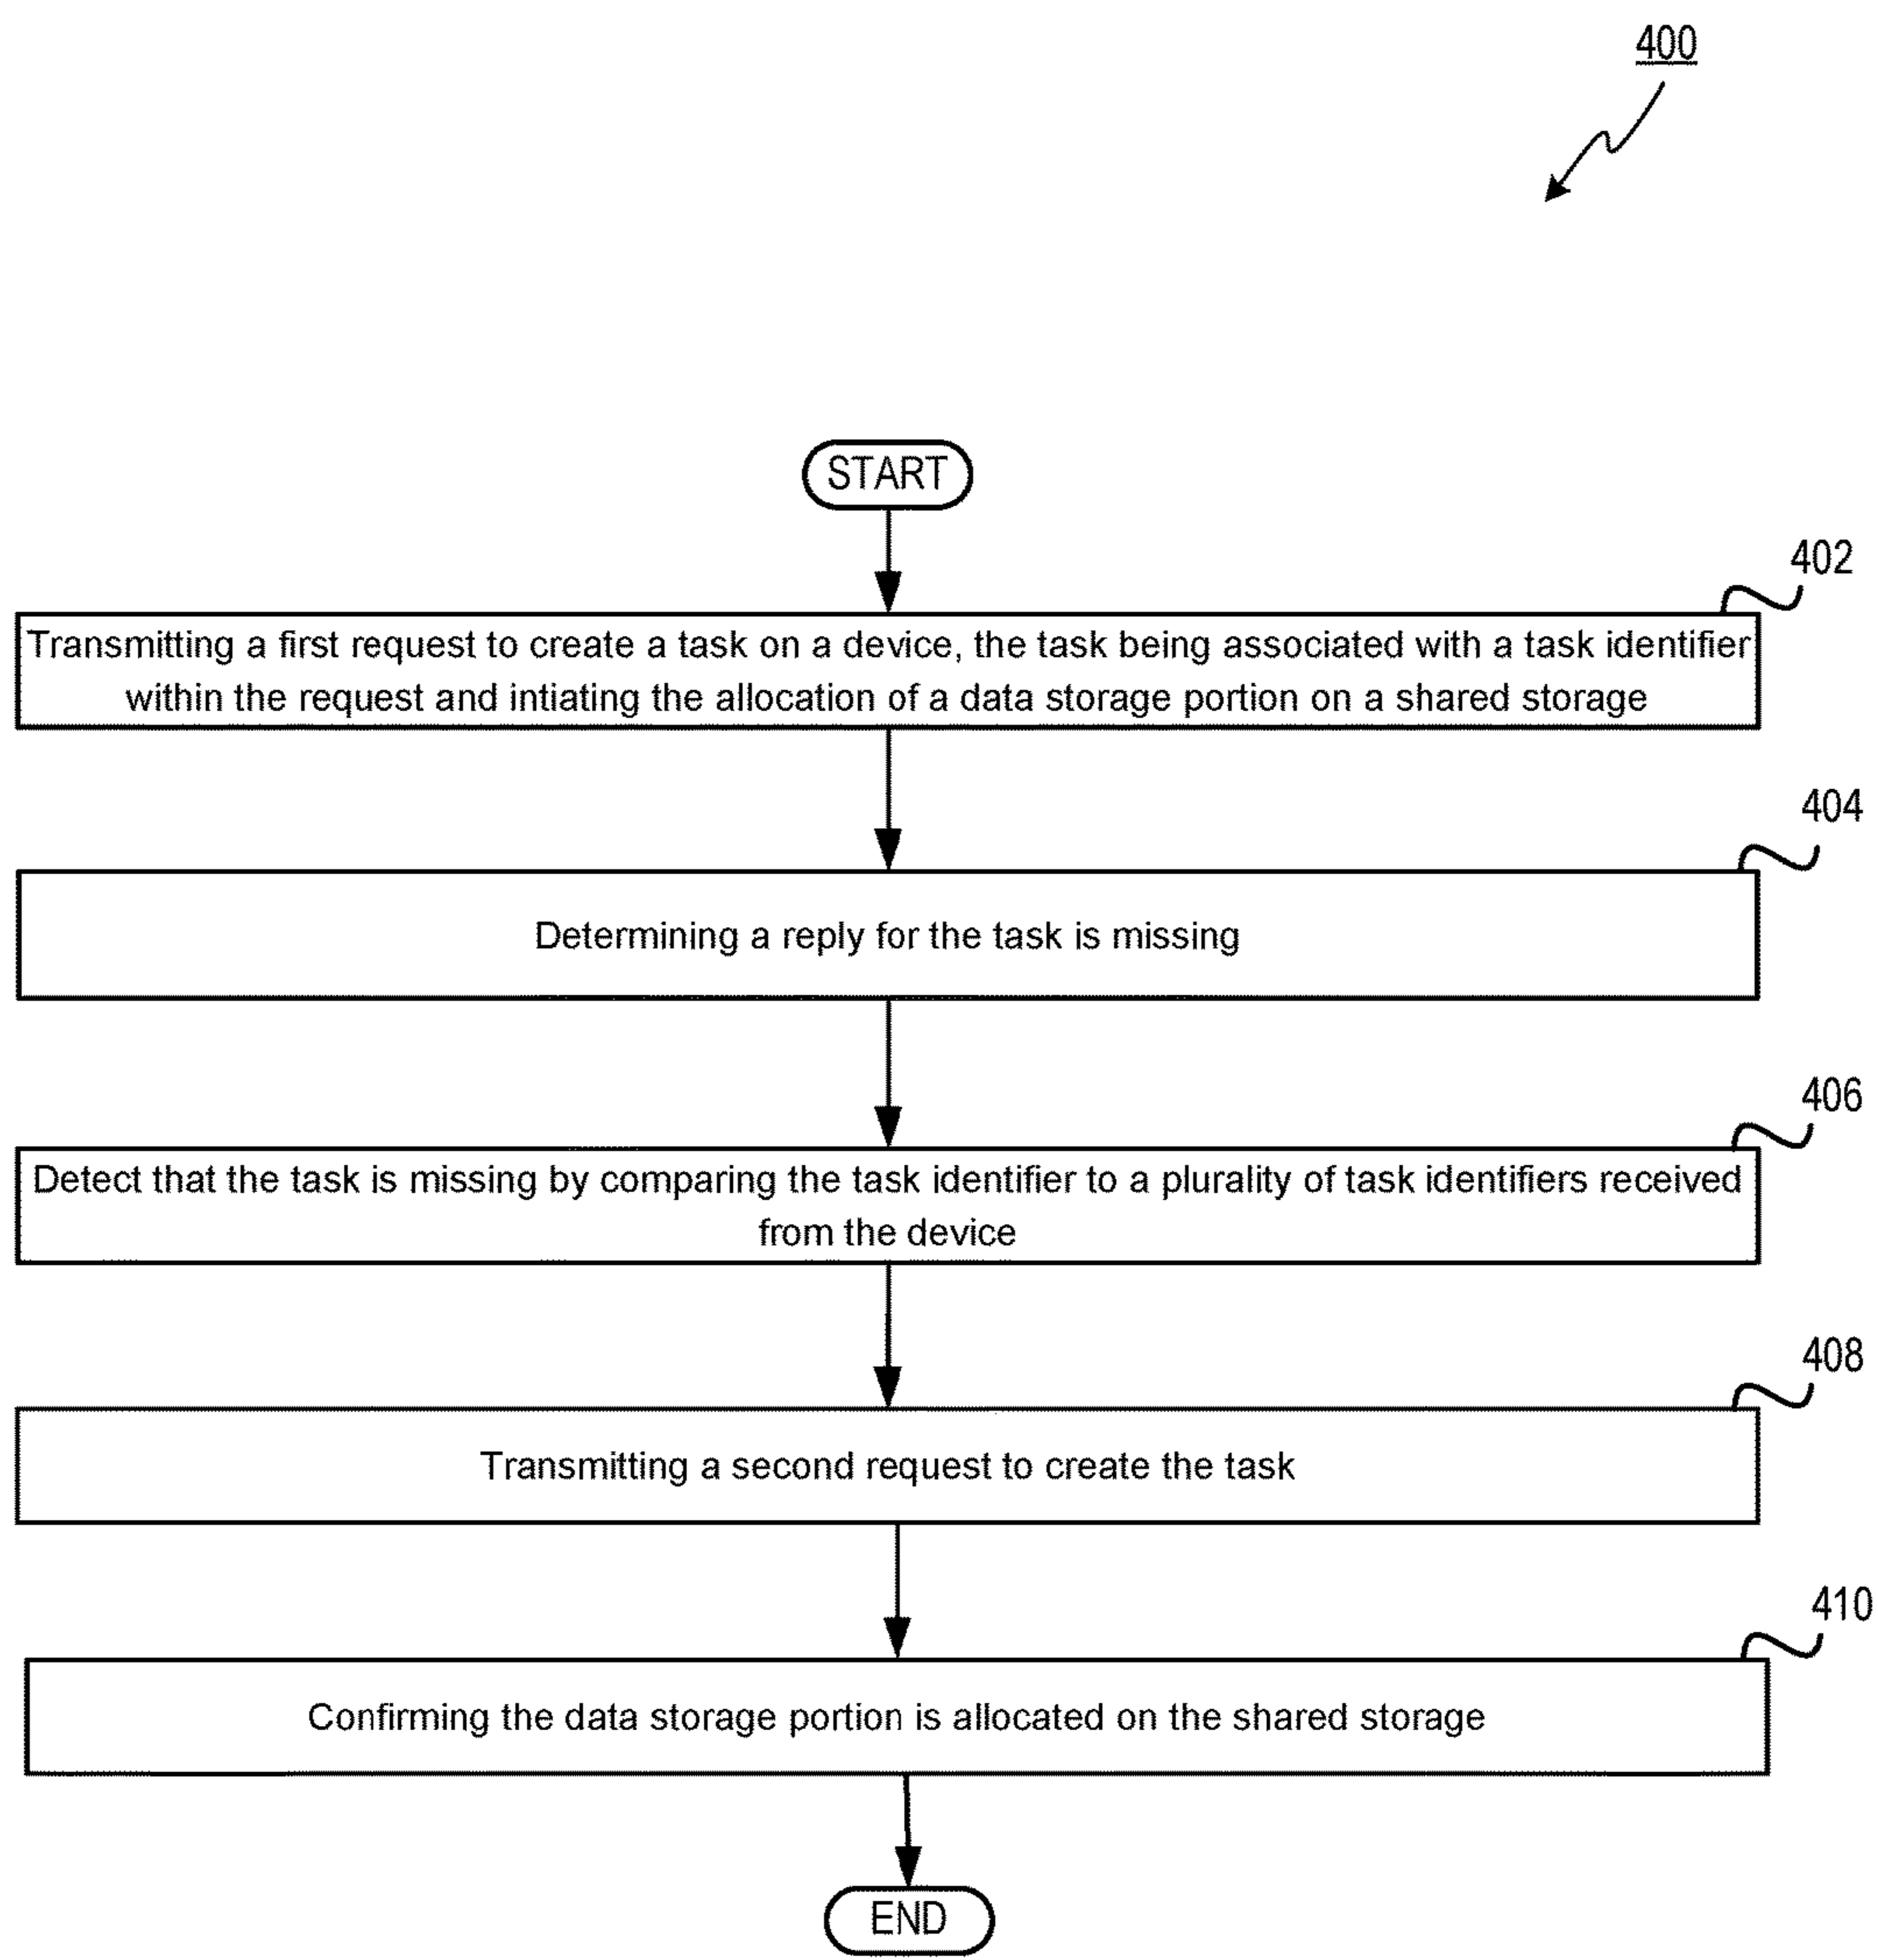 400
START
402
Transmitting a first request to create a task on a device, the task being associated with a task identifier
within the request and intiating the allocation of a data storage portion on a shared storage
404
Determining a reply for the task is missing
406
Detect that the task is missing by comparing the task identifier to a plurality of task identifiers received
from the device
408
Transmitting a second request to create the task
410
Confirming the data storage portion is allocated on the shared storage
END